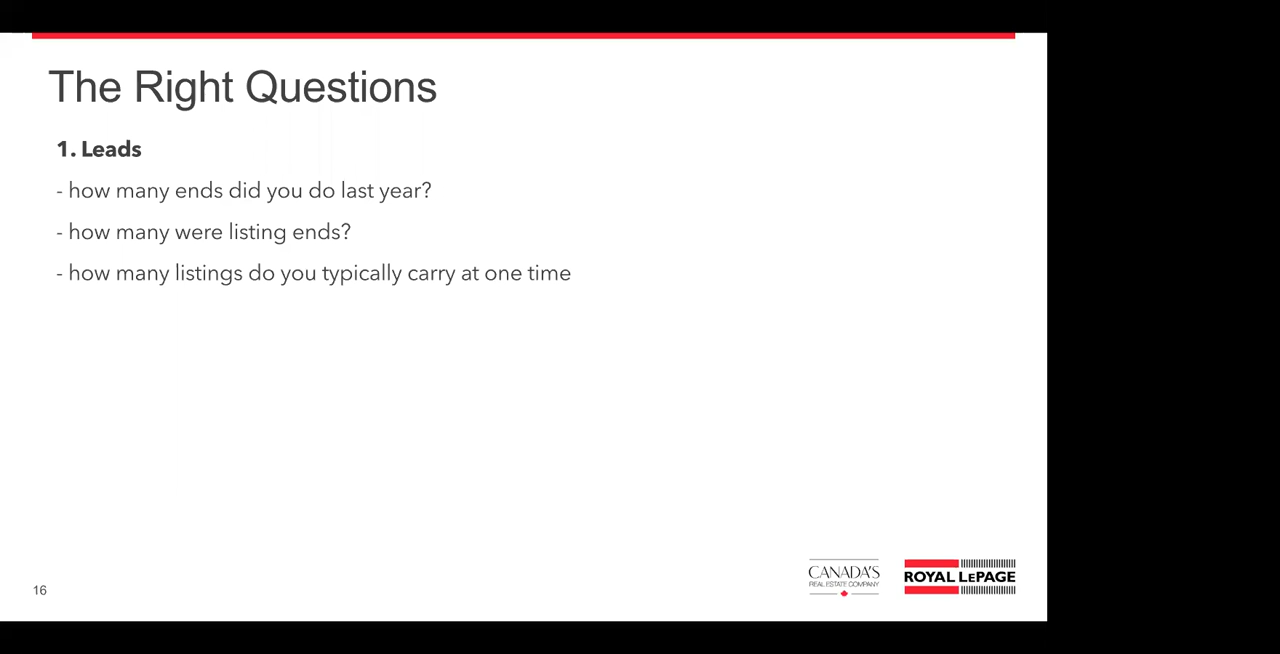 The Right Questions
1. Leads
- how many ends did you do last year?
- how many were listing ends?
- how many listings do you typically carry at one time
CANADA'S
REAL ESTATE COMPANY
ROYAL LEPAGE
16